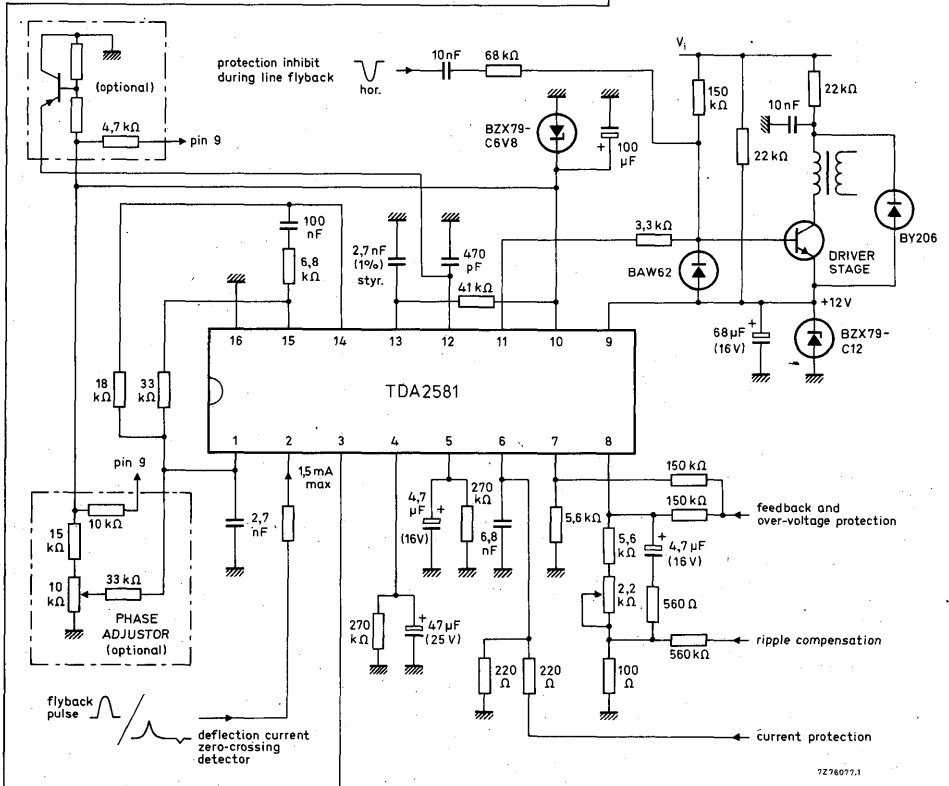 (optional)
4,7 kΩ
pin 9
protection inhibit
during line flyback
hor.
10nF
68 kΩ
BZX79-
C6V8
+
100
µF
Vi
150
kΩ
22 kΩ
10 nF
22 kΩ
BY206
DRIVER
STAGE
3,3 kΩ
BAW62
+12 V
68 µF
(16V)
+
BZX79-
C12
100
nF
6,8
kΩ
2,7 nF
(1%)
styr.
470
pF
41 kΩ
16
15
14
13
12
11
10
9
TDA2581
1
2
3
4
5
6
7
8
18
kΩ
33
kΩ
pin 9
10 kΩ
15
kΩ
10
kΩ
33 kΩ
PHASE
ADJUSTOR
(optional)
2,7
nF
1,5 mA
max
4,7
µF
(16V)
+
270
kΩ
6,8
nF
5,6 kΩ
150 kΩ
150 kΩ
feedback and
over-voltage protection
5,6
kΩ
+
4,7 µF
(16 V)
2,2
kΩ
560 Ω
ripple compensation
560 kΩ
100
Ω
270
kΩ
+
47 µF
(25 V)
220
Ω
220
Ω
current protection
flyback
pulse
deflection current
zero-crossing
detector
7Z76077.1